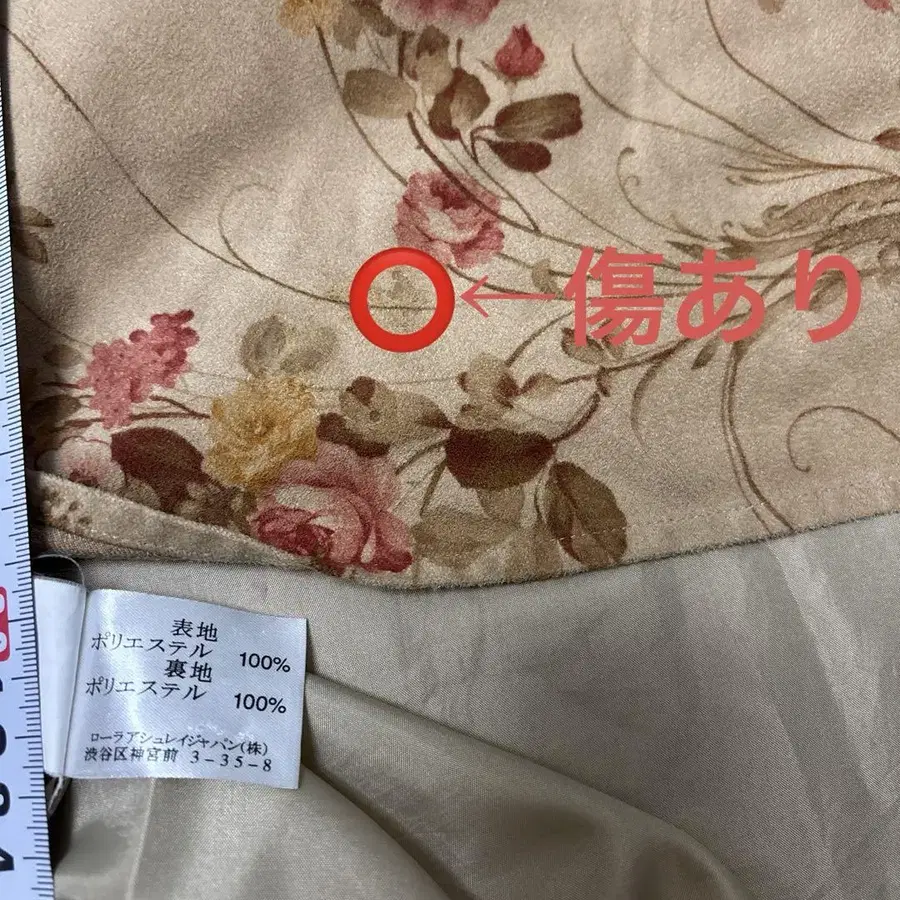 ←傷あり
表地
ポリエステル 100%
裏地
ポリエステル 100%
ローラアシュレイジャパン(株)
渋谷区神宮前 3-35-8